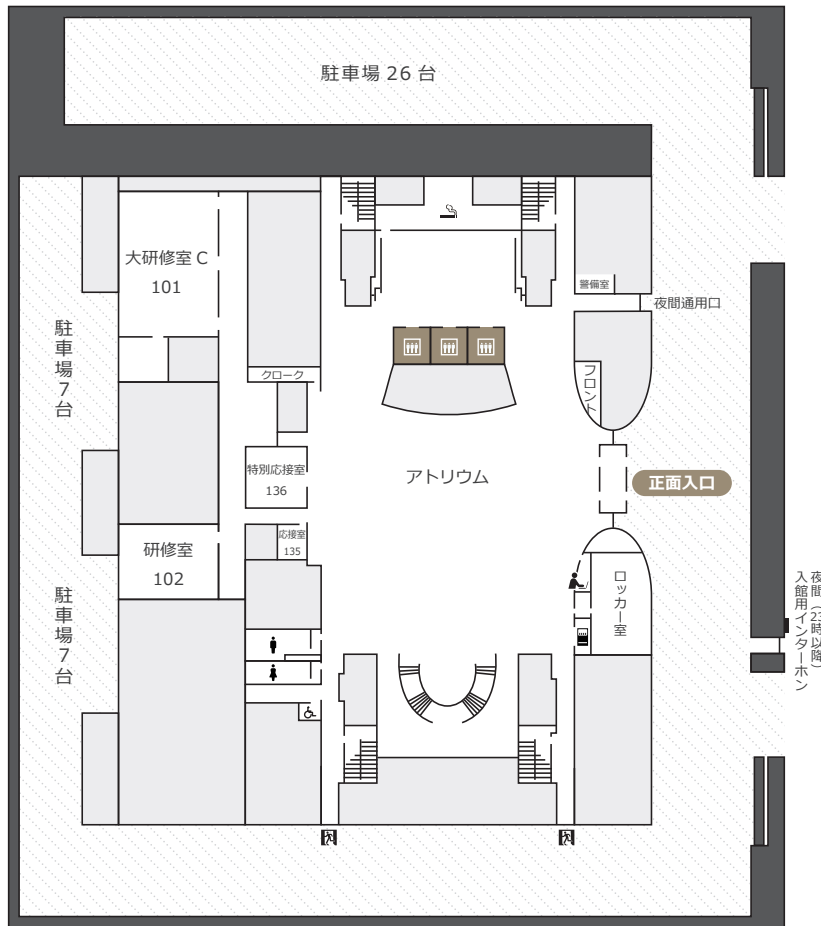 駐車場 26 台
大研修室 C
101
警備室
夜間通用口
駐車場7台
クローク
フロント
特別応接室
136
アトリウム
正面入口
研修室
102
応接室
135
ロッカー室
駐車場7台
夜間（23時以降）
入館用インターホン